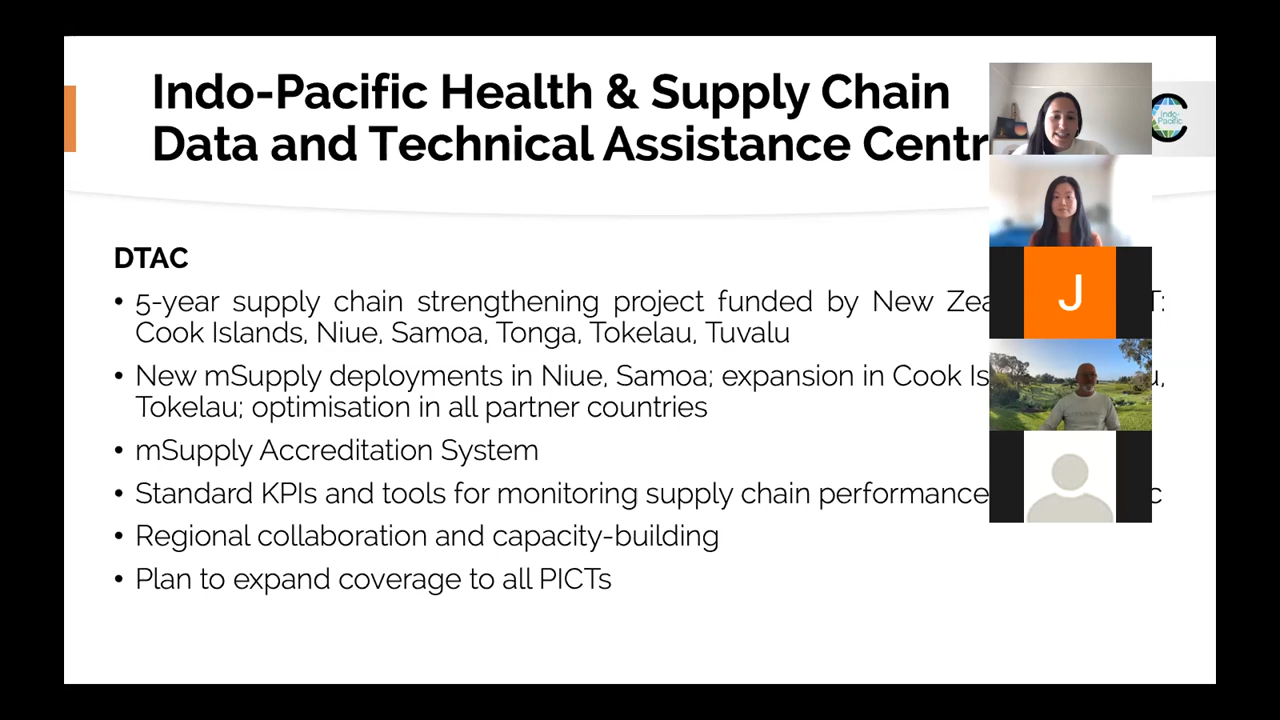 Indo-Pacific Health & Supply Chain
Data and Technical Assistance Centr
Indo-
Pacific
DTAC
• 5-year supply chain strengthening project funded by New Zea T:
Cook Islands, Niue, Samoa, Tonga, Tokelau, Tuvalu
• New mSupply deployments in Niue, Samoa; expansion in Cook Is u,
Tokelau; optimisation in all partner countries
• mSupply Accreditation System
• Standard KPIs and tools for monitoring supply chain performance c
• Regional collaboration and capacity-building
• Plan to expand coverage to all PICTs
J